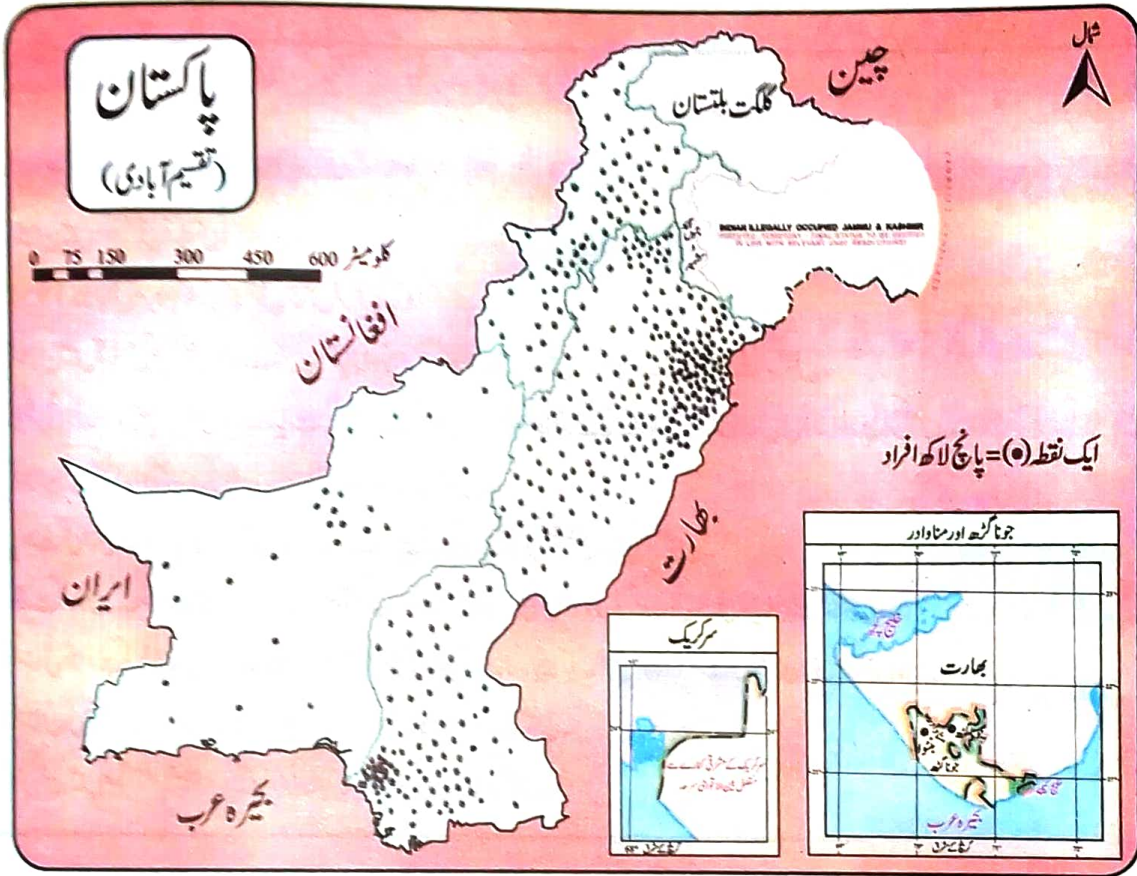 پاکستان
(تقسیم آبادی)
شمال
چین
گلگت بلتستان
INDIAN ILLEGALLY OCCUPIED JAMMU & KASHMIR
0 75 150 300 450 600 کلومیٹر
افغانستان
ایک نقطہ (●)= پانچ لاکھ افراد
بھارت
ایران
بحیرہ عرب
سرکریک
جوناگڑھ اور مناوادر
بھارت
جوناگڑھ
بحیرہ عرب